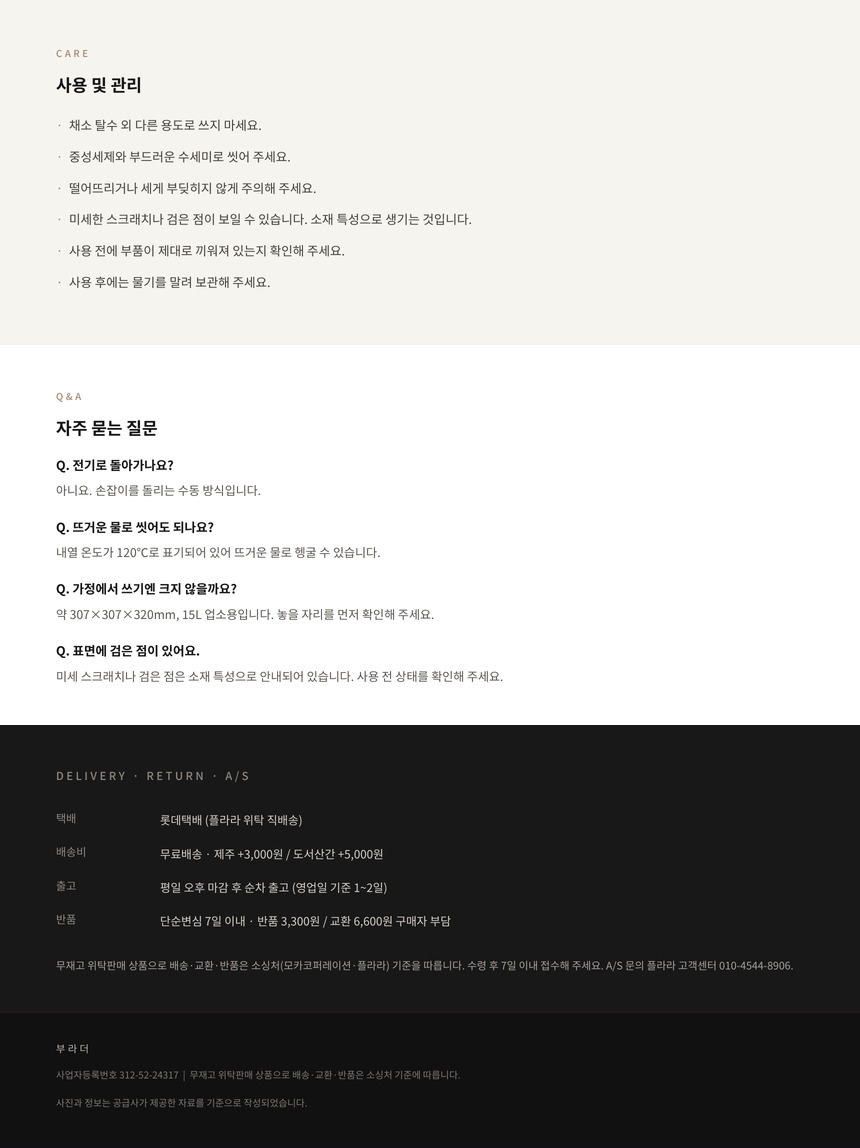 CARE
사용 및 관리
· 채소 탈수 외 다른 용도로 쓰지 마세요.
· 중성세제와 부드러운 수세미로 씻어 주세요.
· 떨어뜨리거나 세게 부딪히지 않게 주의해 주세요.
· 미세한 스크래치나 검은 점이 보일 수 있습니다. 소재 특성으로 생기는 것입니다.
· 사용 전에 부품이 제대로 끼워져 있는지 확인해 주세요.
· 사용 후에는 물기를 말려 보관해 주세요.
Q&A
자주 묻는 질문
Q. 전기로 돌아가나요?
아니요. 손잡이를 돌리는 수동 방식입니다.
Q. 뜨거운 물로 씻어도 되나요?
내열 온도가 120℃로 표기되어 있어 뜨거운 물로 헹굴 수 있습니다.
Q. 가정에서 쓰기엔 크지 않을까요?
약 307×307×320mm, 15L 업소용입니다. 놓을 자리를 먼저 확인해 주세요.
Q. 표면에 검은 점이 있어요.
미세 스크래치나 검은 점은 소재 특성으로 안내되어 있습니다. 사용 전 상태를 확인해 주세요.
DELIVERY · RETURN · A/S
택배 롯데택배 (플라라 위탁 직배송)
배송비 무료배송 · 제주 +3,000원 / 도서산간 +5,000원
출고 평일 오후 마감 후 순차 출고 (영업일 기준 1~2일)
반품 단순변심 7일 이내 · 반품 3,300원 / 교환 6,600원 구매자 부담
무재고 위탁판매 상품으로 배송·교환·반품은 소싱처(모카코퍼레이션·플라라) 기준을 따릅니다. 수령 후 7일 이내 접수해 주세요. A/S 문의 플라라 고객센터 010-4544-8906.
부라더
사업자등록번호 312-52-24317 | 무재고 위탁판매 상품으로 배송·교환·반품은 소싱처 기준에 따릅니다.
사진과 정보는 공급사가 제공한 자료를 기준으로 작성되었습니다.